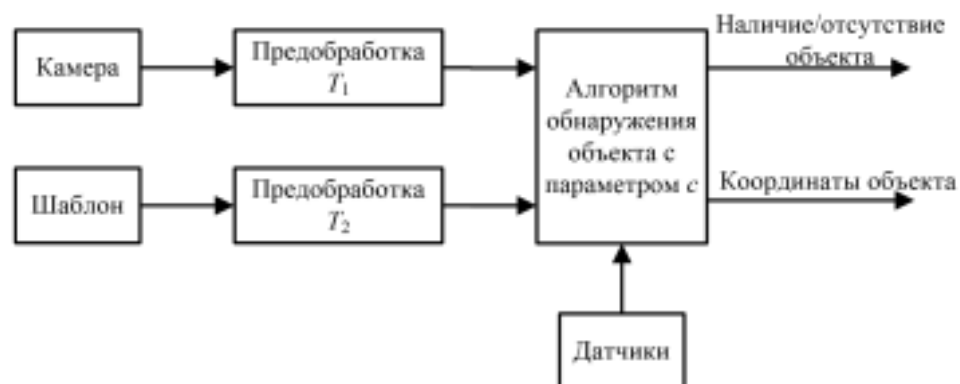 Камера
Предобработка
T₁
Шаблон
Предобработка
T₂
Алгоритм
обнаружения
объекта с
параметром c
Датчики
Наличие/отсутствие
объекта
Координаты объекта